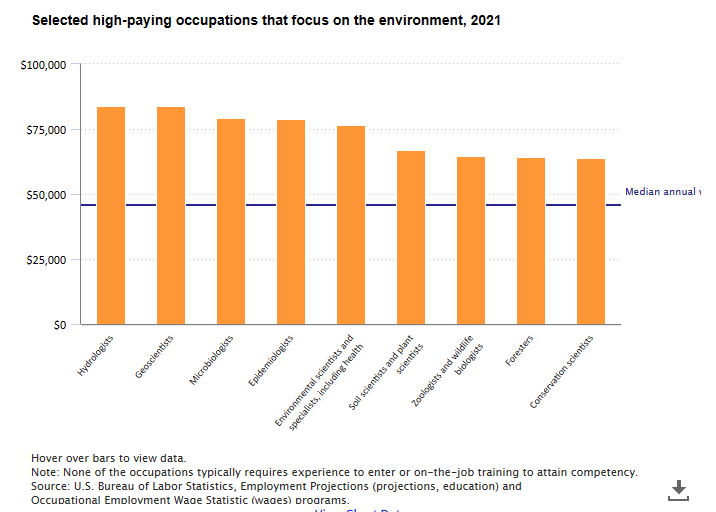 Selected high-paying occupations that focus on the environment, 2021
$100,000
$75,000
$50,000
$25,000
$0
Median annual
Hydrologists
Geoscientists
Microbiologists
Epidemiologists
Environmental scientists and
specialists, including health
Soil scientists and plant
scientists
Zoologists and wildlife
biologists
Foresters
Conservation scientists
Hover over bars to view data.
Note: None of the occupations typically requires experience to enter or on-the-job training to attain competency.
Source: U.S. Bureau of Labor Statistics, Employment Projections (projections, education) and
Occupational Employment Wage Statistic (wages) programs.
View Chart Data